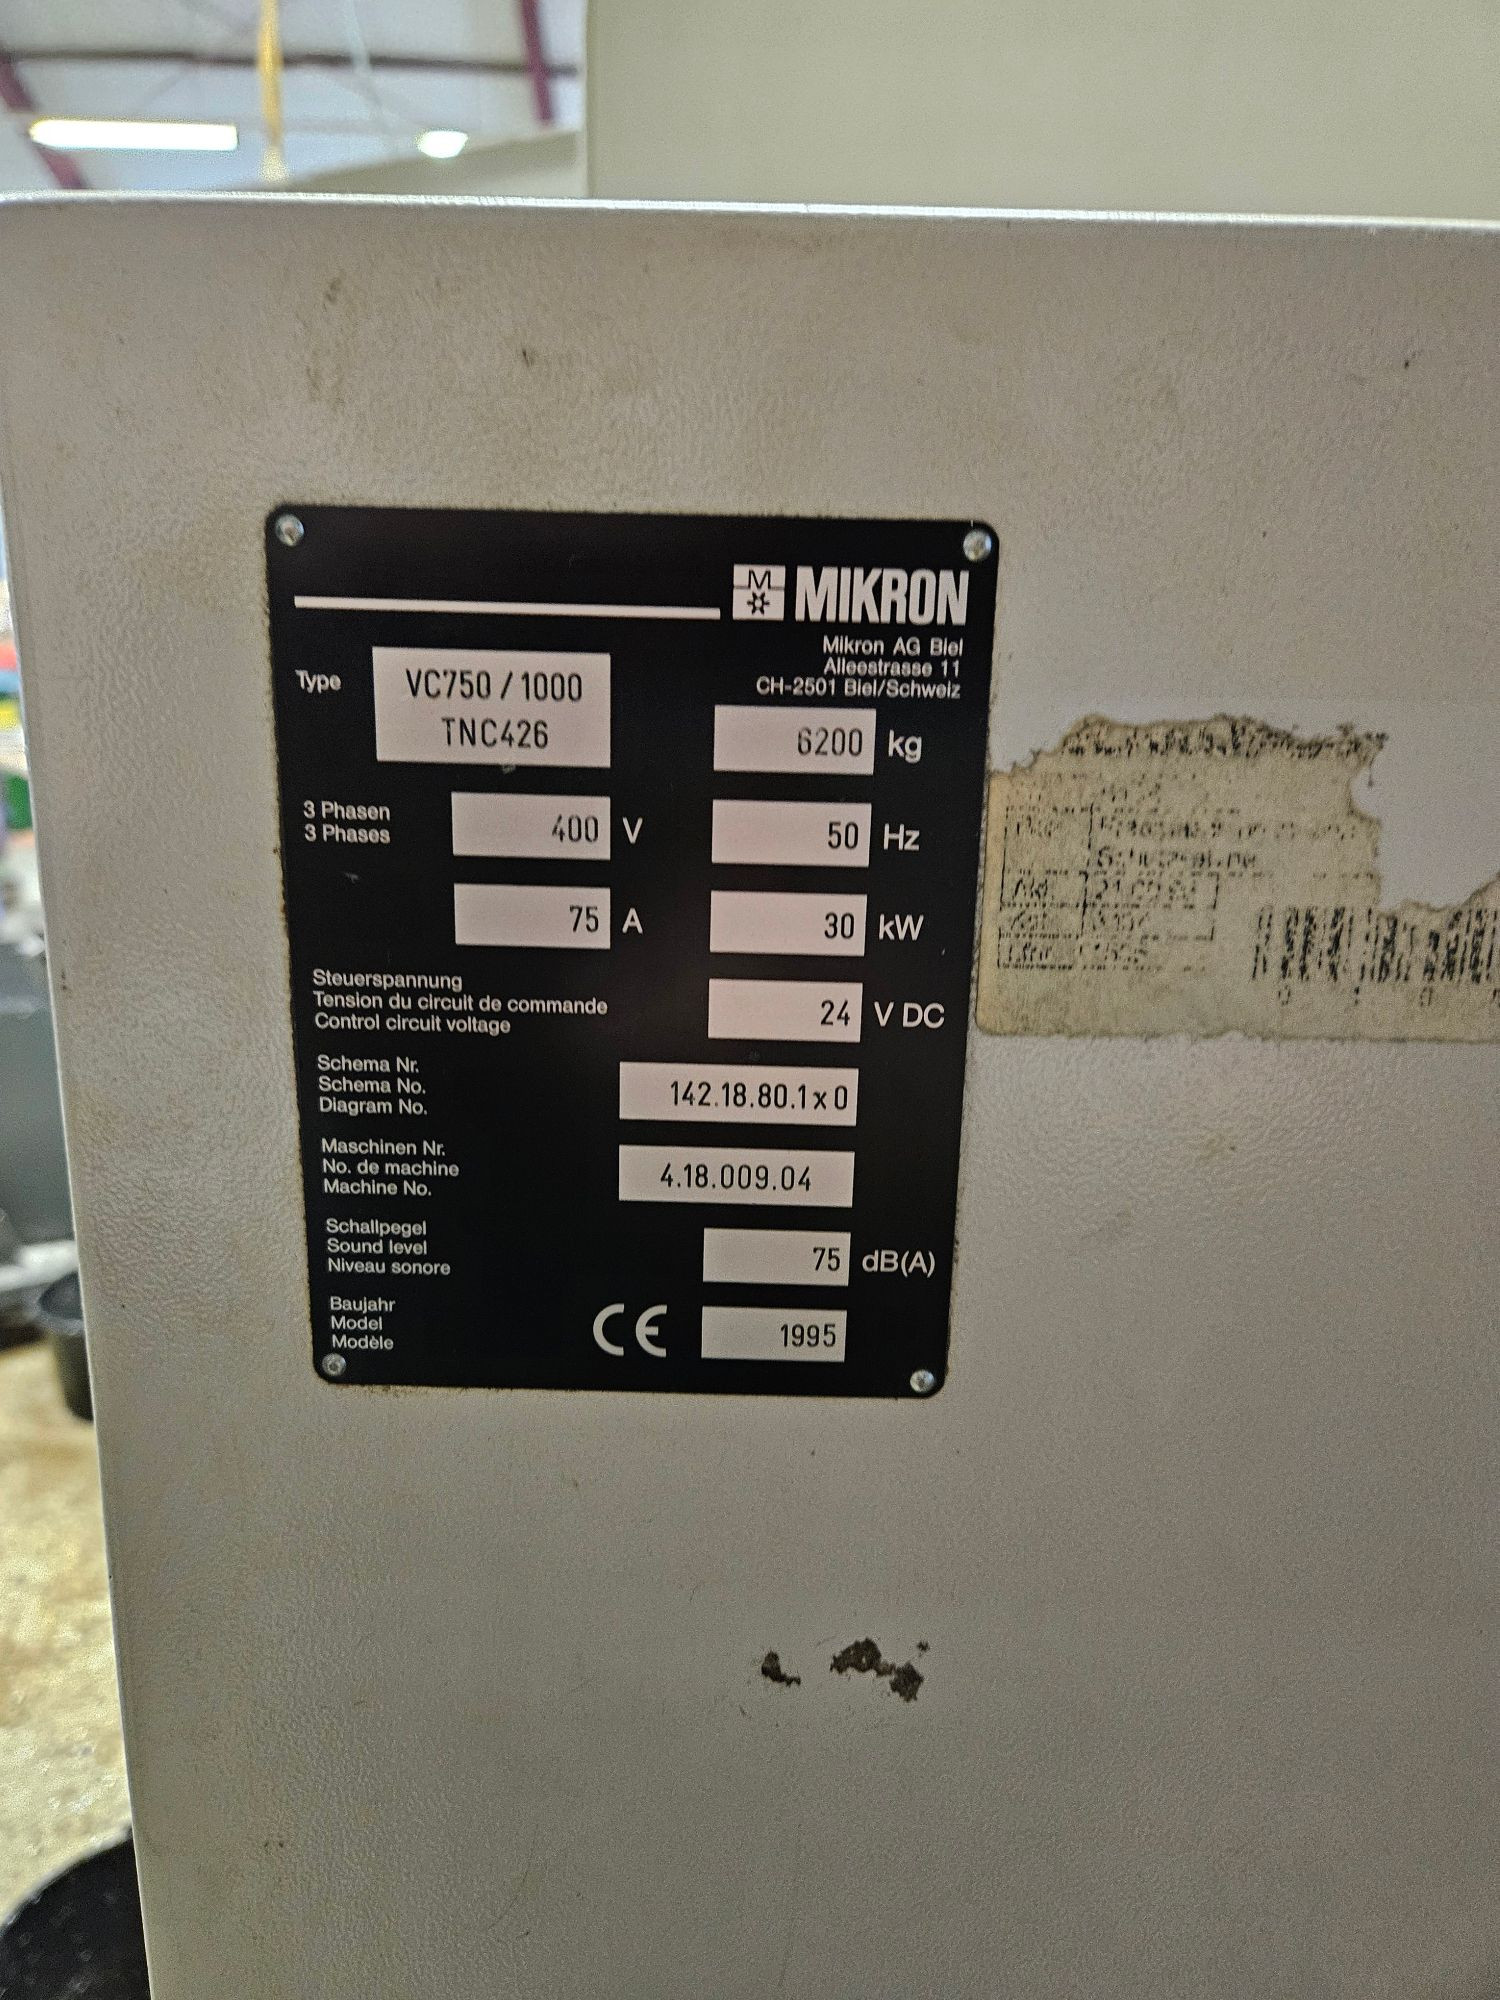 M MIKRON
Mikron AG Biel
Alleestrasse 11
CH-2501 Biel/Schweiz
Type VC750 / 1000
TNC426
6200 kg
3 Phasen
3 Phases
400 V
50 Hz
75 A
30 kW
Steuerspannung
Tension du circuit de commande
Control circuit voltage
24 V DC
Schema Nr.
Schema No.
Diagram No.
142.18.80.1x0
Maschinen Nr.
No. de machine
Machine No.
4.18.009.04
Schallpegel
Sound level
Niveau sonore
75 dB(A)
Baujahr
Model
Modèle
CE 1995